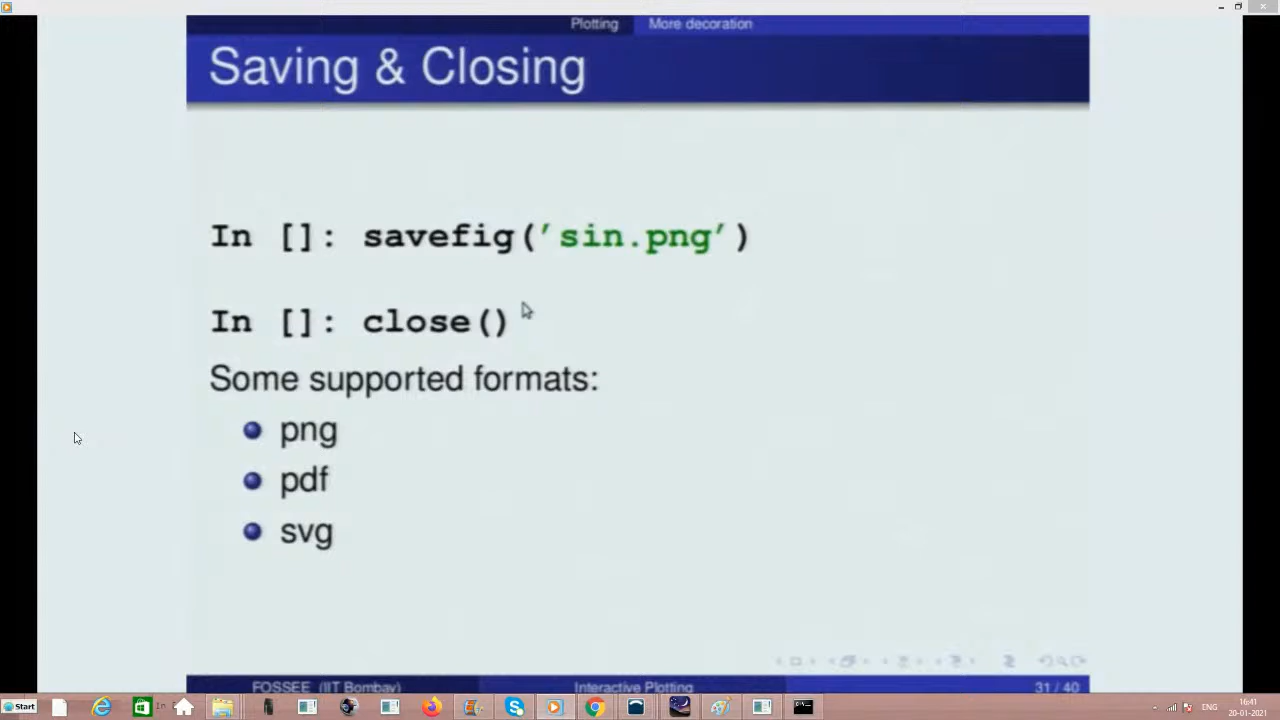 Plotting More decoration
Saving & Closing
In []: savefig('sin.png')
In []: close()
Some supported formats:
png
pdf
svg
FOSSEE (IIT Bombay) Interactive Plotting 31 / 40
Start
ENG
16:41
20-01-2021